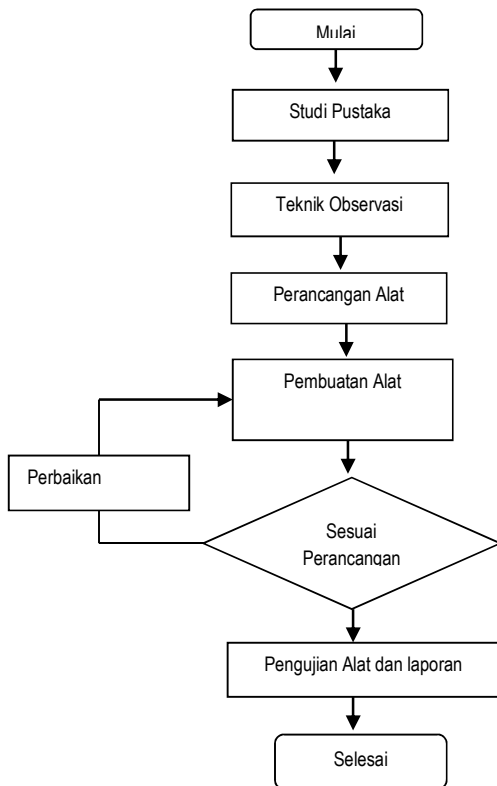 Mulai
Studi Pustaka
Teknik Observasi
Perancangan Alat
Pembuatan Alat
Perbaikan
Sesuai
Perancangan
Pengujian Alat dan laporan
Selesai